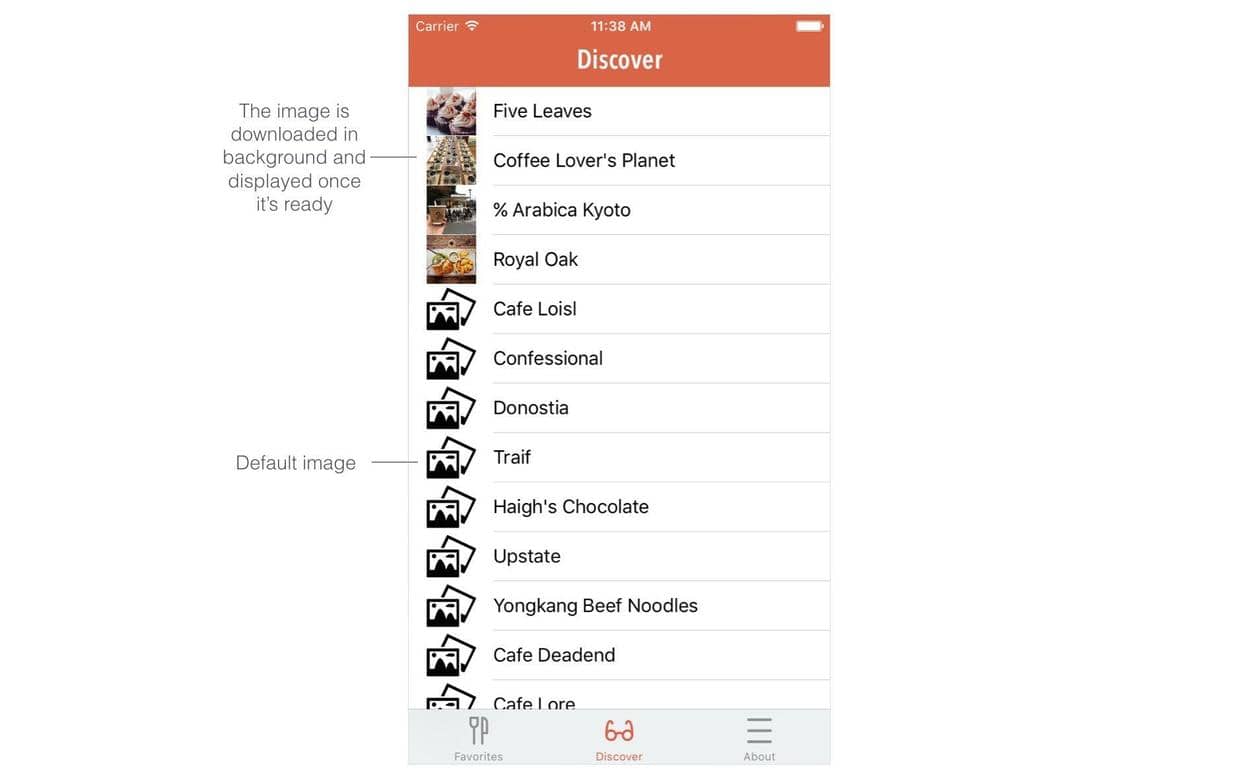 Carrier
11:38 AM
Discover
The image is
downloaded in
background and
displayed once
it's ready
Five Leaves
Coffee Lover's Planet
% Arabica Kyoto
Royal Oak
Cafe Loisl
Confessional
Donostia
Default image
Traif
Haigh's Chocolate
Upstate
Yongkang Beef Noodles
Cafe Deadend
Cafe Lore
Favorites
Discover
About